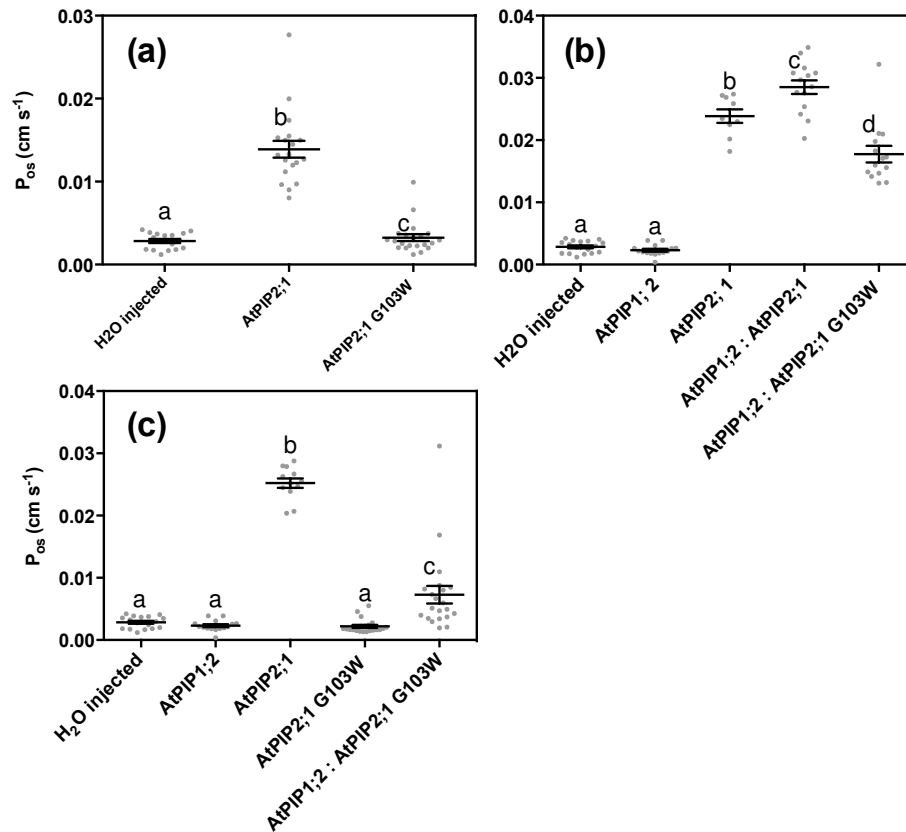 (a)
0.03
0.02
0.01
0.00
Pos (cm s-1)
a
b
c
H2O injected
AtPIP2;1
AtPIP2;1 G103W
(b)
0.04
0.03
0.02
0.01
0.00
a
a
b
c
d
H2O injected
AtPIP1; 2
AtPIP2; 1
AtPIP1;2 : AtPIP2;1
AtPIP1;2 : AtPIP2;1 G103W
(c)
0.04
0.03
0.02
0.01
0.00
Pos (cm s-1)
a
a
b
a
c
H2O injected
AtPIP1;2
AtPIP2;1
AtPIP2;1 G103W
AtPIP1;2 : AtPIP2;1 G103W